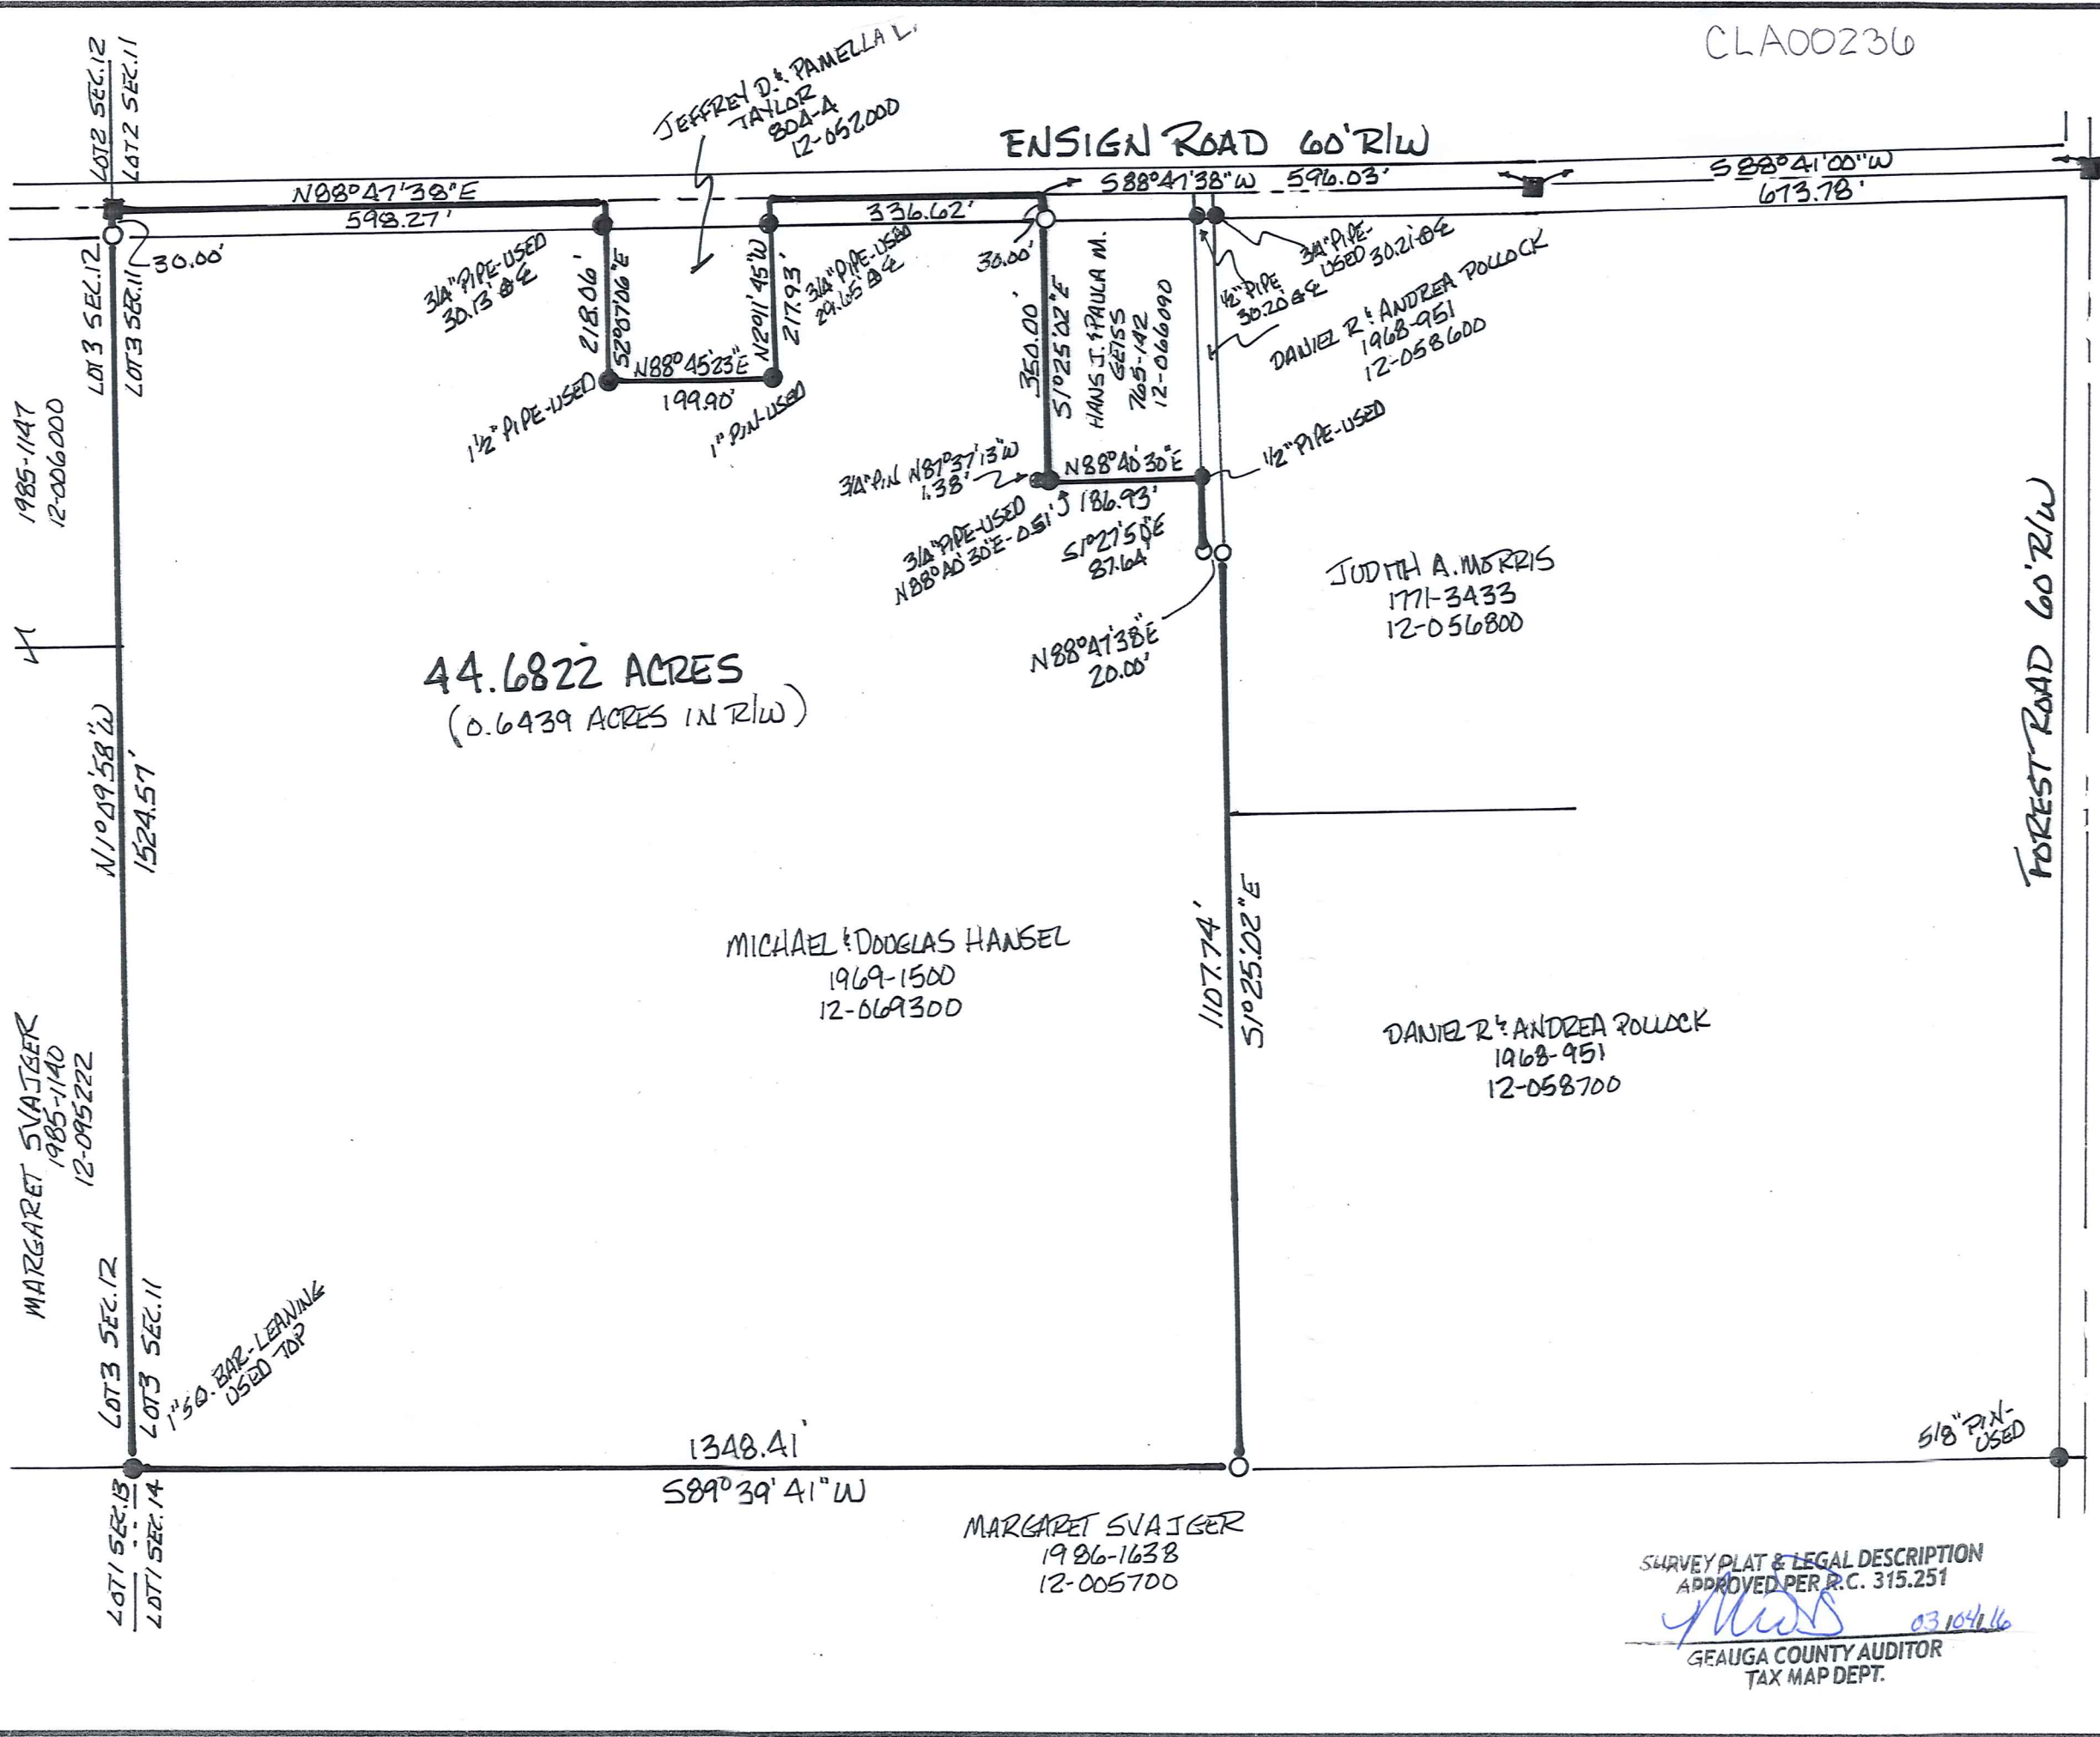 CLA00236
LOT 2 SEC.12
LOT 2 SEC.11
JEFFREY D. & PAMELLA L.
TAYLOR
804-A
12-052000
ENSIGN ROAD 60' R/W
N88°47'38"E
598.27'
336.62'
S88°47'38"W 596.03'
S88°41'00"W
673.78'
30.00'
LOT 3 SEC.12
LOT 3 SEC.11
3/4" PIPE-USED
30.13' @ ℄
218.06'
S2°07'06"E
N2°11'45"W
217.93'
3/4" PIPE-USED
29.65 @ ℄
30.00'
N88°45'23"E
199.90'
1 1/2" PIPE-USED
1" PIN-USED
350.00'
S1°25'02"E
HANS J. & PAULA M.
GEISS
765-142
12-066090
1/2" PIPE
30.20 @ ℄
3/4" PIPE-
USED 30.21 @ ℄
DANIEL R. & ANDREA POLLOCK
1968-951
12-058600
1985-1147
12-006000
3/4" PIN N87°37'13"W
1.38'
N88°40'30"E
186.93'
1/2" PIPE-USED
3/4" PIPE-USED
N88°40'30"E-0.51'
S1°27'50"E
87.64'
N88°47'38"E
20.00'
JUDITH A. MORRIS
1771-3433
12-056800
FOREST ROAD 60' R/W
44.6822 ACRES
(0.6439 ACRES IN R/W)
N1°09'58"W
1524.57'
MICHAEL & DOUGLAS HANSEL
1969-1500
12-069300
1107.74'
S1°25'02"E
DANIEL R & ANDREA POLLOCK
1968-951
12-058700
MARGARET SVAJGER
1985-1140
12-095222
LOT 3 SEC.12
LOT 3 SEC.11
1" SQ. BAR-LEANING
USED TOP
1348.41'
S89°39'41"W
5/8" PIN-
USED
LOT 1 SEC.13
LOT 1 SEC.14
MARGARET SVAJGER
1986-1638
12-005700
SURVEY PLAT & LEGAL DESCRIPTION
APPROVED PER R.C. 315.251
03/04/16
GEAUGA COUNTY AUDITOR
TAX MAP DEPT.